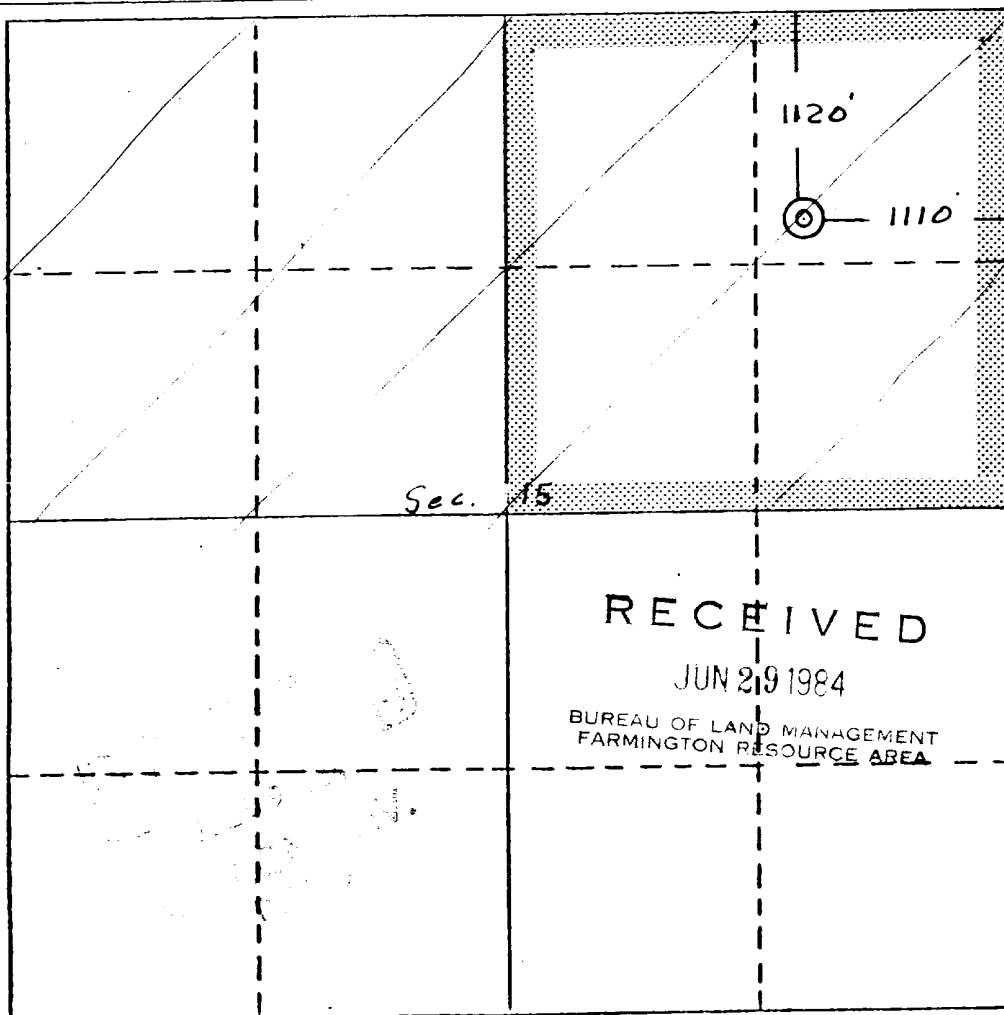 1120'
1110'
Sec. 15
RECEIVED
JUN 29 1984
BUREAU OF LAND MANAGEMENT
FARMINGTON RESOURCE AREA